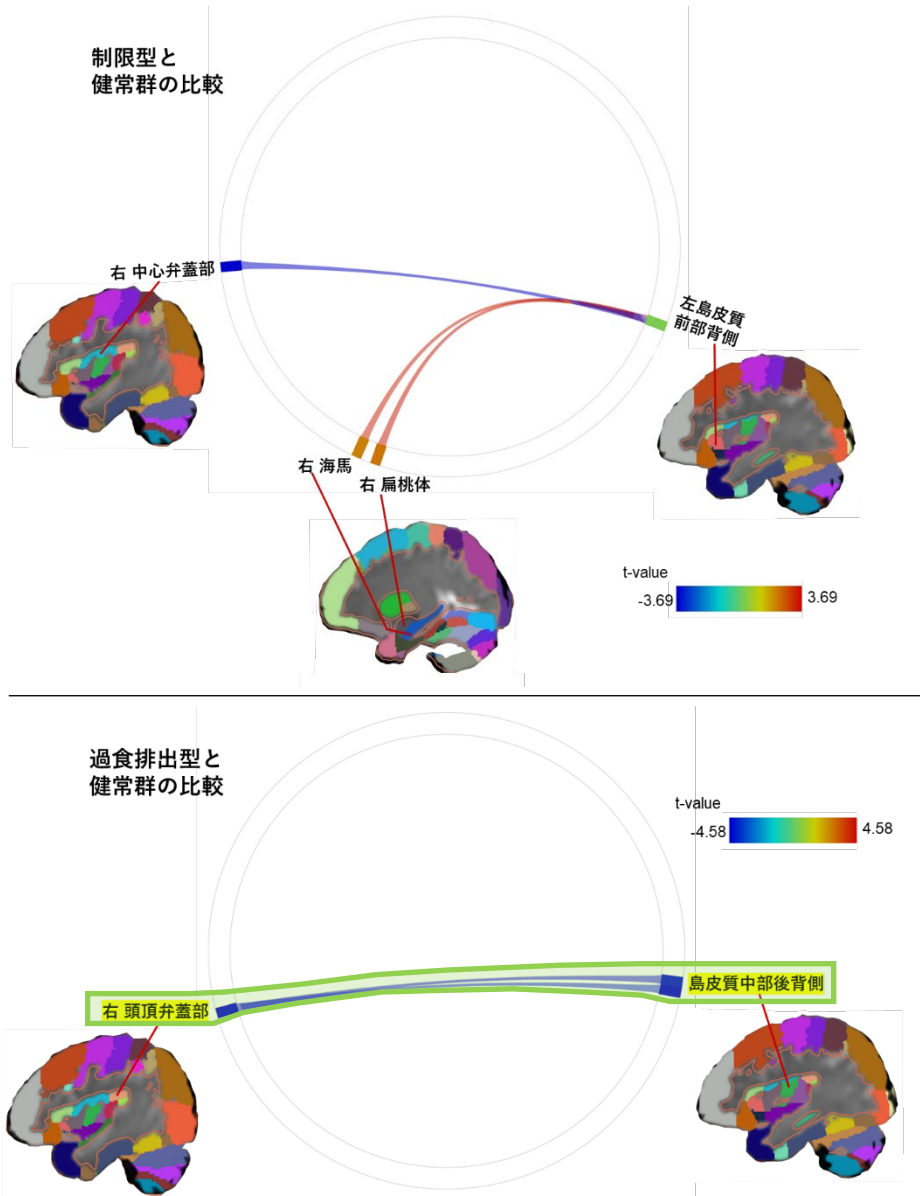 制限型と
健常群の比較
右 中心弁蓋部
左島皮質
前部背側
右 海馬
右 扁桃体
t-value
-3.69
3.69
過食排出型と
健常群の比較
t-value
-4.58
4.58
島皮質中部後背側
右 頭頂弁蓋部